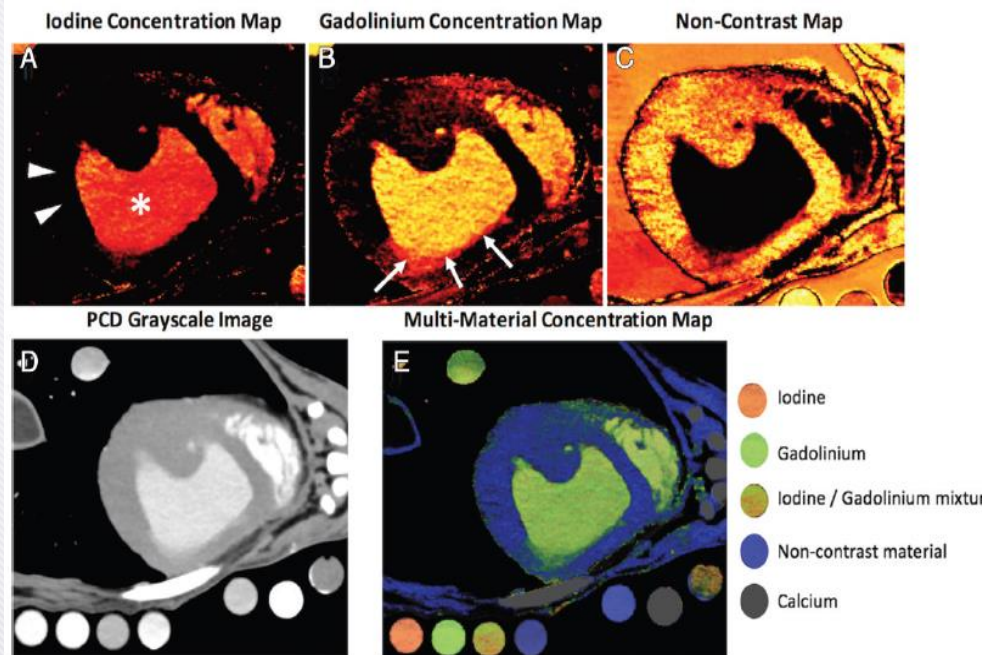 Iodine Concentration Map
Gadolinium Concentration Map
Non-Contrast Map
A
B
C
*
PCD Grayscale Image
Multi-Material Concentration Map
D
E
Iodine
Gadolinium
Iodine / Gadolinium mixtur
Non-contrast material
Calcium